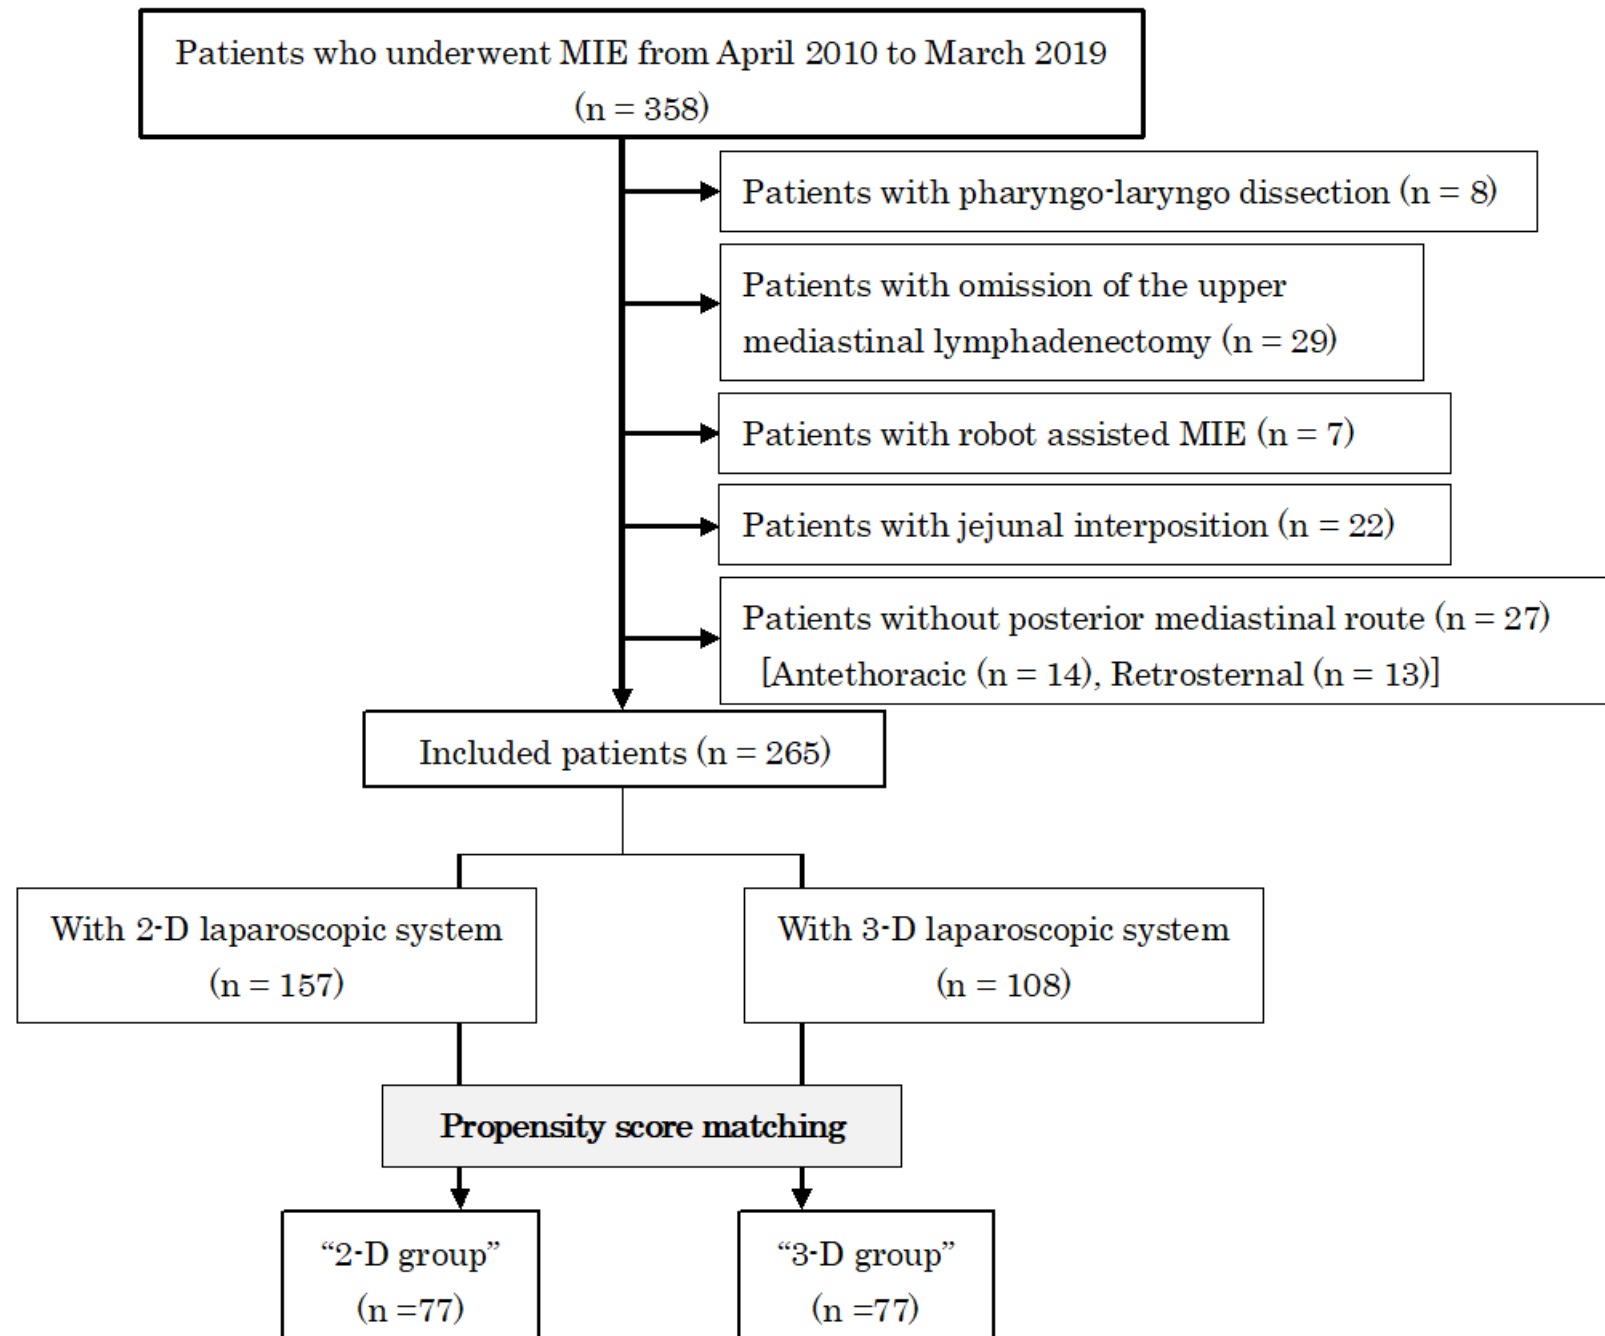 Patients who underwent MIE from April 2010 to March 2019
(n = 358)
Patients with pharyngo-laryngo dissection (n = 8)
Patients with omission of the upper
mediastinal lymphadenectomy (n = 29)
Patients with robot assisted MIE (n = 7)
Patients with jejunal interposition (n = 22)
Patients without posterior mediastinal route (n = 27)
[Antethoracic (n = 14), Retrosternal (n = 13)]
Included patients (n = 265)
With 2-D laparoscopic system
(n = 157)
With 3-D laparoscopic system
(n = 108)
Propensity score matching
“2-D group”
(n =77)
“3-D group”
(n =77)